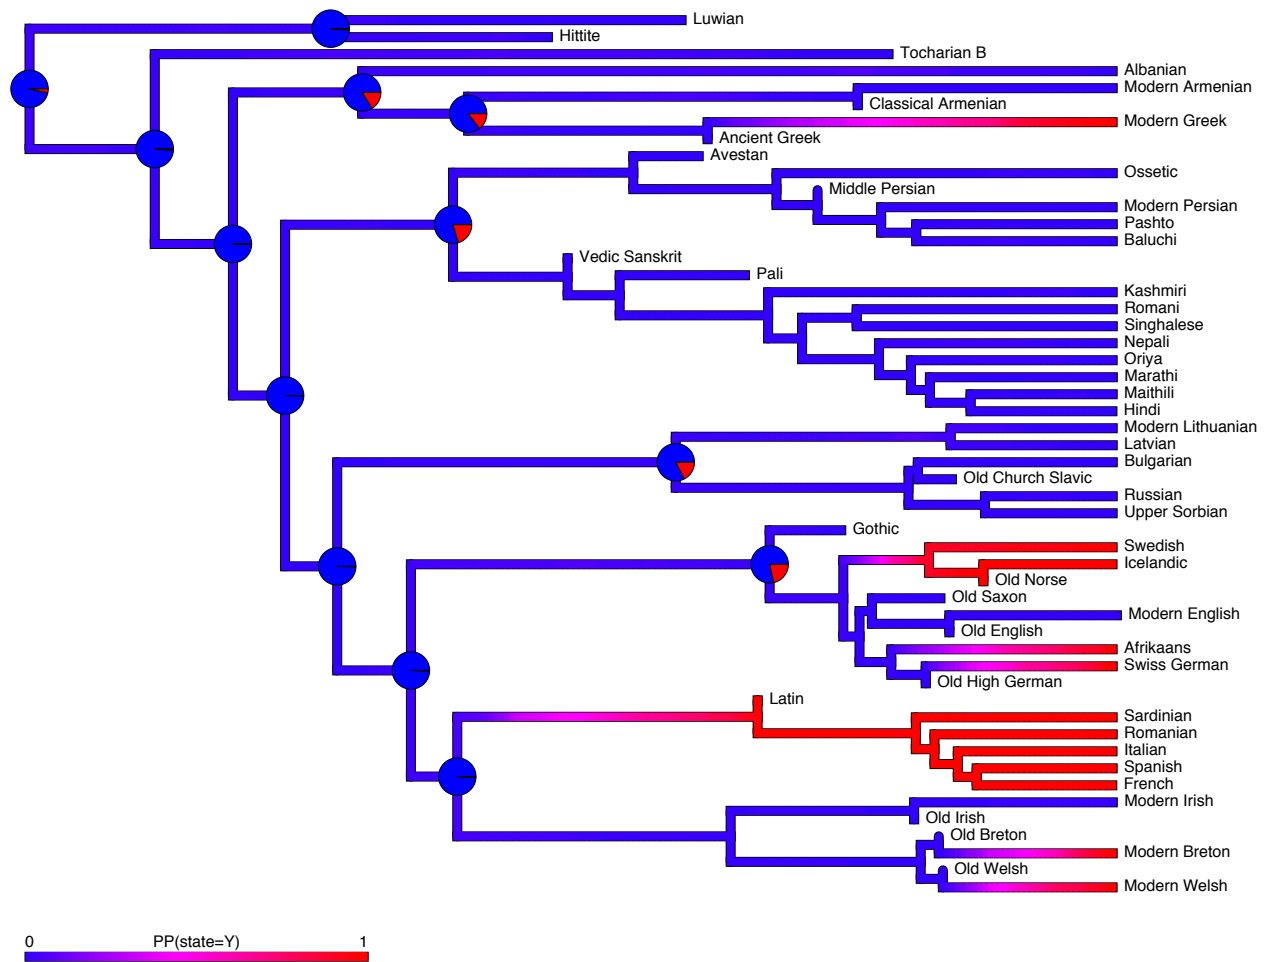 Luwian
Hittite
Tocharian B
Albanian
Modern Armenian
Classical Armenian
Modern Greek
Ancient Greek
Avestan
Ossetic
Middle Persian
Modern Persian
Pashto
Baluchi
Vedic Sanskrit
Pali
Kashmiri
Romani
Singhalese
Nepali
Oriya
Marathi
Maithili
Hindi
Modern Lithuanian
Latvian
Bulgarian
Old Church Slavic
Russian
Upper Sorbian
Gothic
Swedish
Icelandic
Old Norse
Old Saxon
Modern English
Old English
Afrikaans
Swiss German
Old High German
Latin
Sardinian
Romanian
Italian
Spanish
French
Modern Irish
Old Irish
Old Breton
Modern Breton
Old Welsh
Modern Welsh
0 PP(state=Y) 1